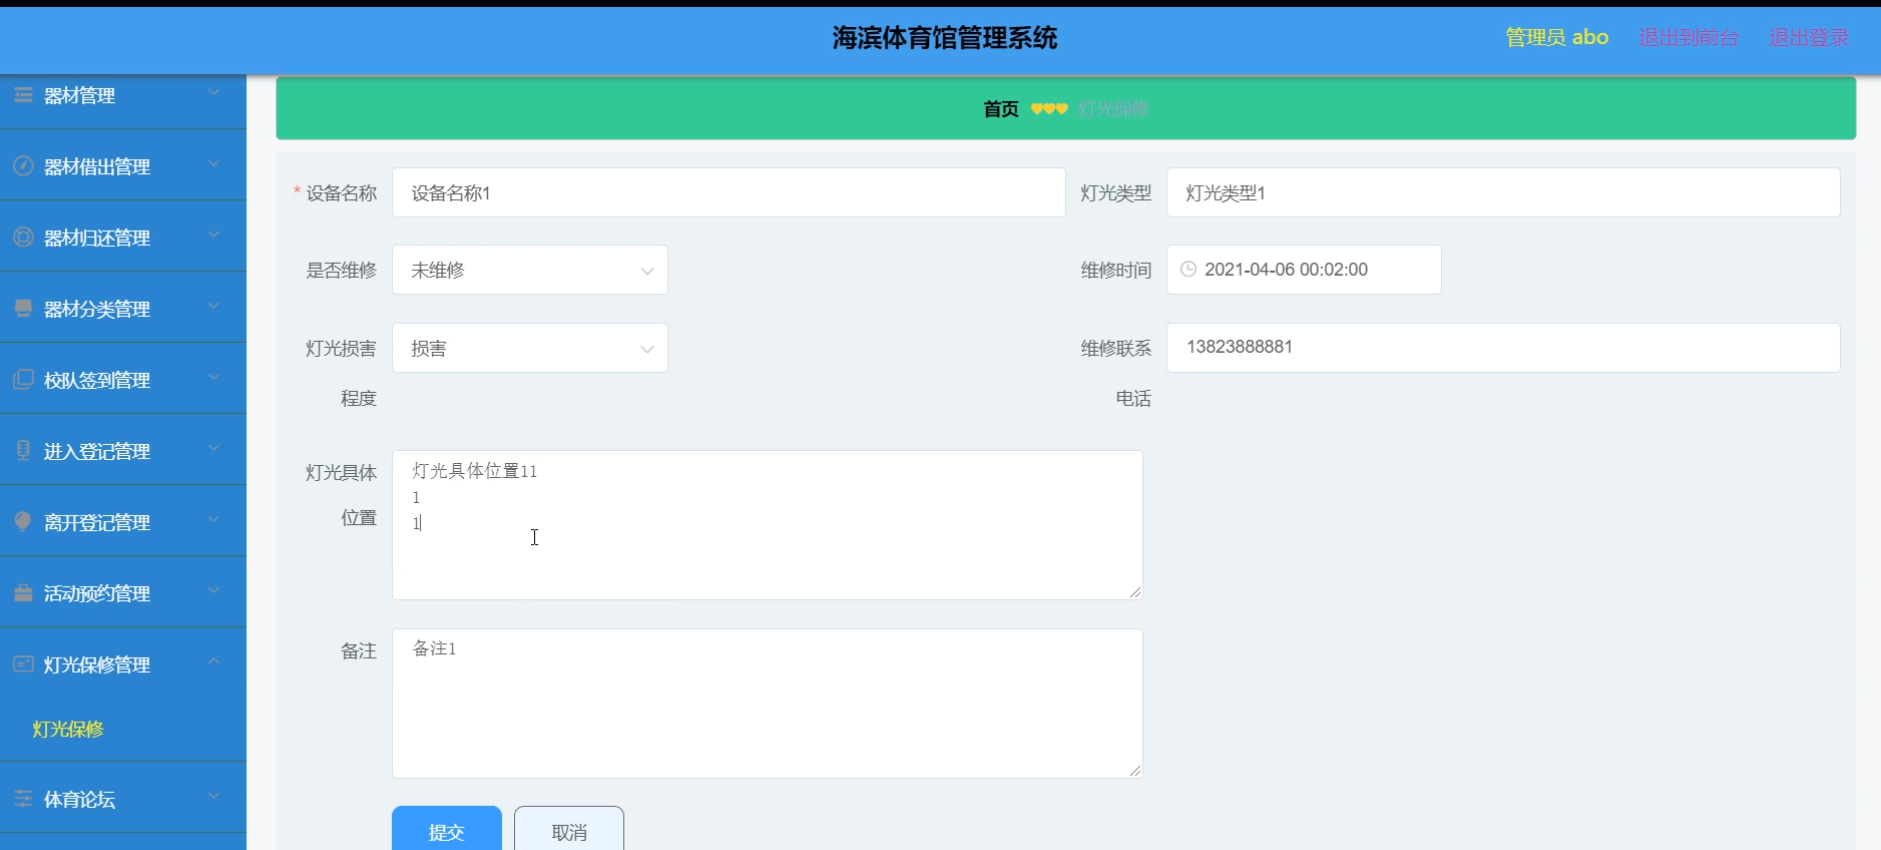 海滨体育馆管理系统
管理员 abo
退出到前台
退出登录
器材管理
器材借出管理
器材归还管理
器材分类管理
校队签到管理
进入登记管理
离开登记管理
活动预约管理
灯光保修管理
灯光保修
体育论坛
首页 灯光保修
* 设备名称 设备名称1
灯光类型 灯光类型1
是否维修 未维修
维修时间 2021-04-06 00:02:00
灯光损害
程度
损害
维修联系
电话
13823888881
灯光具体
位置
灯光具体位置11
1
1
备注 备注1
提交
取消